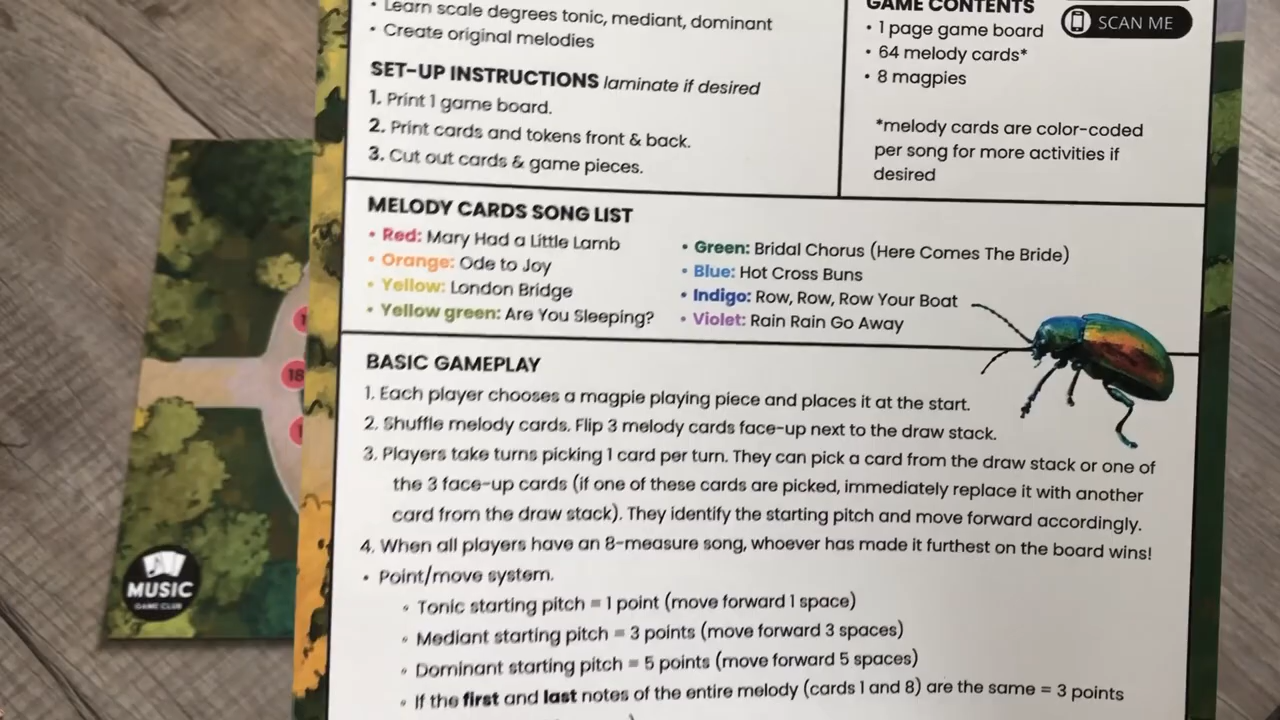 • Learn scale degrees tonic, mediant, dominant
• Create original melodies
SET-UP INSTRUCTIONS laminate if desired
1. Print 1 game board.
2. Print cards and tokens front & back.
3. Cut out cards & game pieces.
GAME CONTENTS
• 1 page game board
• 64 melody cards*
• 8 magpies
SCAN ME
*melody cards are color-coded
per song for more activities if
desired
MELODY CARDS SONG LIST
• Red: Mary Had a Little Lamb
• Orange: Ode to Joy
• Yellow: London Bridge
• Yellow green: Are You Sleeping?
• Green: Bridal Chorus (Here Comes The Bride)
• Blue: Hot Cross Buns
• Indigo: Row, Row, Row Your Boat
• Violet: Rain Rain Go Away
BASIC GAMEPLAY
1. Each player chooses a magpie playing piece and places it at the start.
2. Shuffle melody cards. Flip 3 melody cards face-up next to the draw stack.
3. Players take turns picking 1 card per turn. They can pick a card from the draw stack or one of
the 3 face-up cards (if one of these cards are picked, immediately replace it with another
card from the draw stack). They identify the starting pitch and move forward accordingly.
4. When all players have an 8-measure song, whoever has made it furthest on the board wins!
• Point/move system.
• Tonic starting pitch = 1 point (move forward 1 space)
• Mediant starting pitch = 3 points (move forward 3 spaces)
• Dominant starting pitch = 5 points (move forward 5 spaces)
• If the first and last notes of the entire melody (cards 1 and 8) are the same = 3 points
18
MUSIC
GAME CLUB